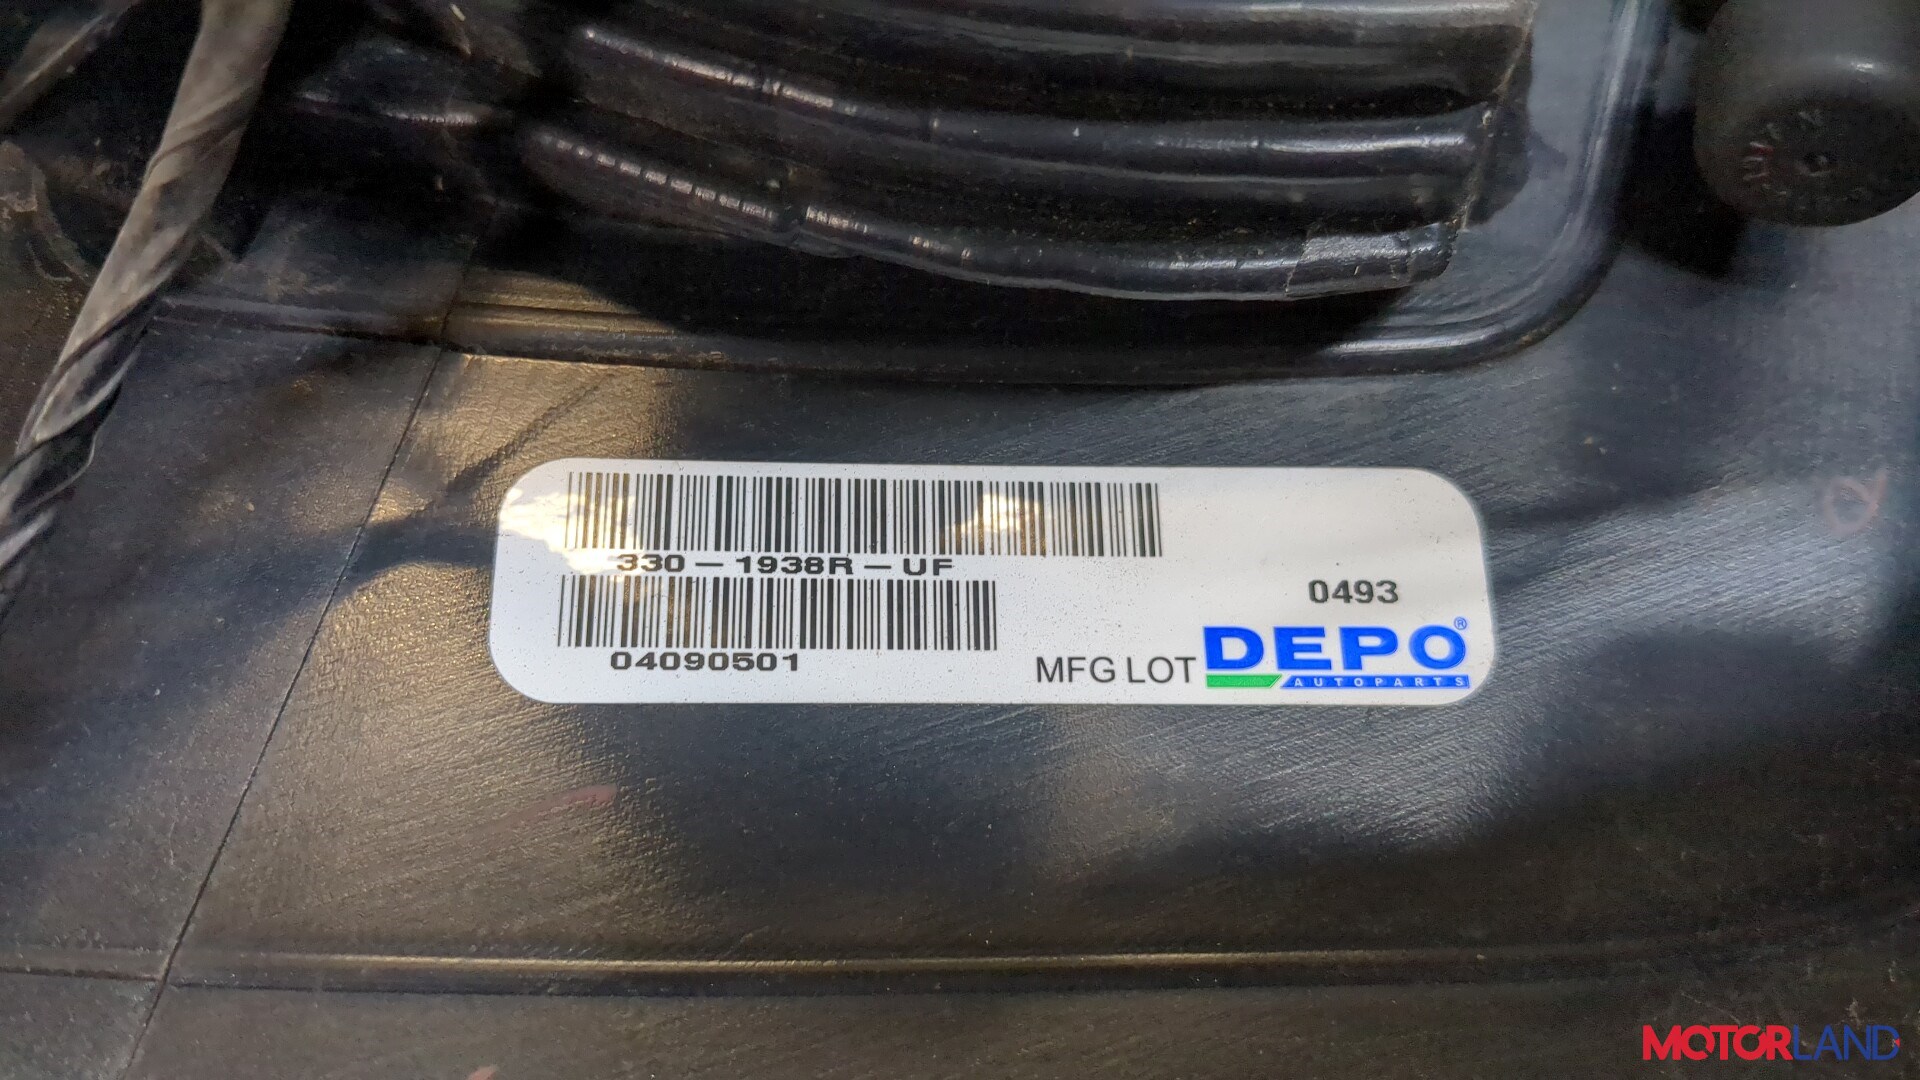 330-1938R-UF
04090501
0493
MFG LOT DEPO®
AUTOPARTS
MOTORLAND